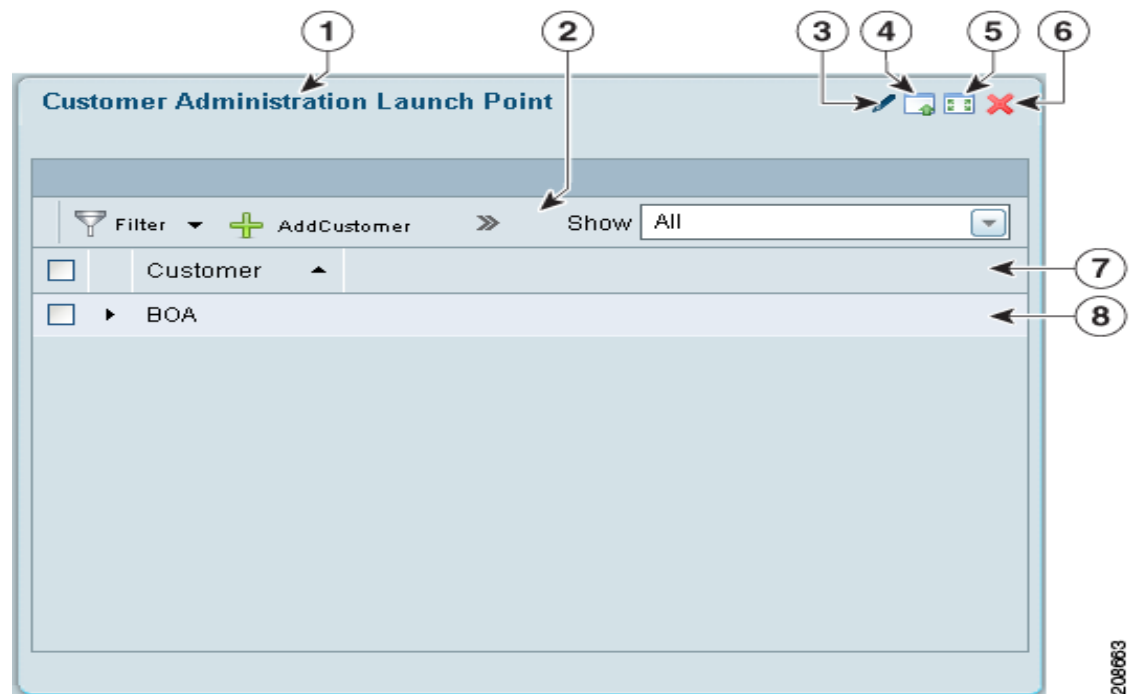 1 2 3 4 5 6
Customer Administration Launch Point
Filter AddCustomer » Show All
Customer 7
BOA 8
208663